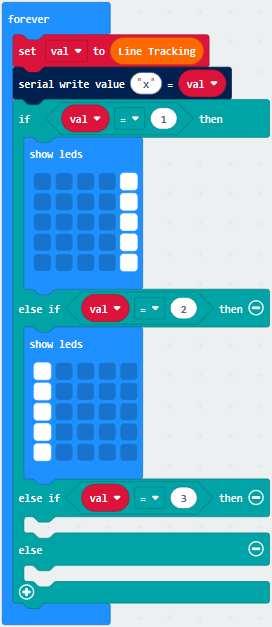 forever
set val to Line Tracking
serial write value "x" = val
if val = 1 then
show leds
else if val = 2 then
show leds
else if val = 3 then
else